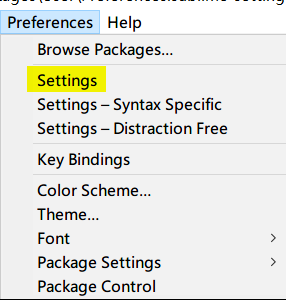 Preferences Help
Browse Packages...
Settings
Settings – Syntax Specific
Settings – Distraction Free
Key Bindings
Color Scheme...
Theme...
Font
Package Settings
Package Control